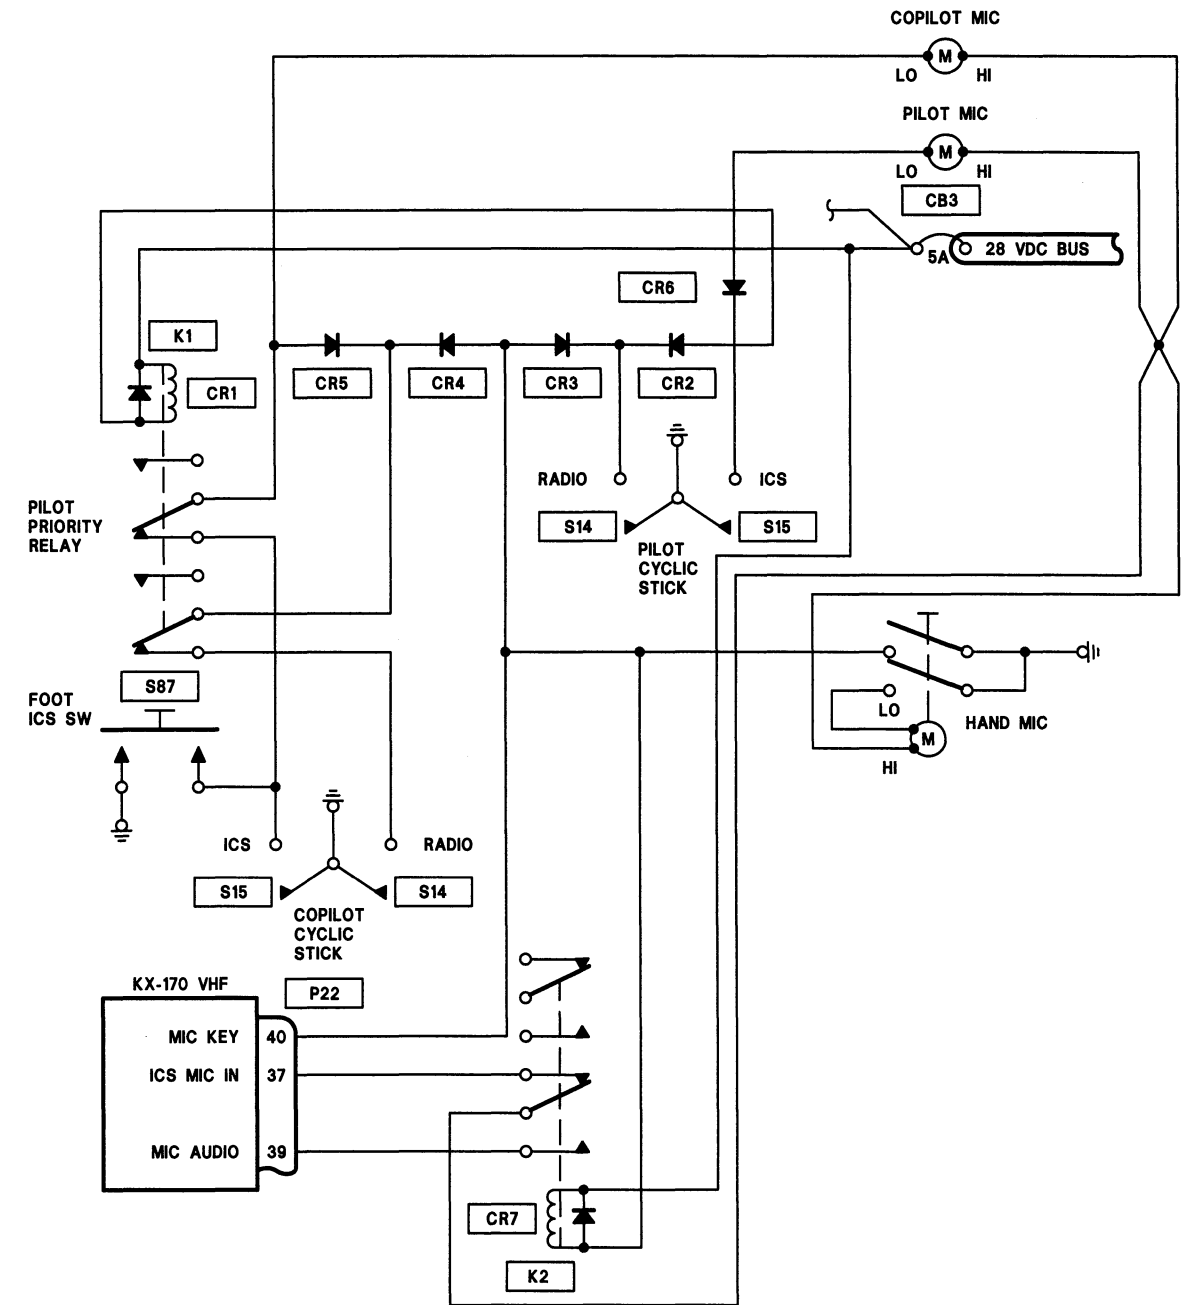 COPILOT MIC
M
LO
HI
PILOT MIC
M
LO
HI
CB3
5A
28 VDC BUS
CR6
K1
CR1
CR5
CR4
CR3
CR2
RADIO
ICS
S14
S15
PILOT
CYCLIC
STICK
PILOT
PRIORITY
RELAY
S87
FOOT
ICS SW
LO
HAND MIC
M
HI
ICS
RADIO
S15
S14
COPILOT
CYCLIC
STICK
KX-170 VHF
P22
MIC KEY 40
ICS MIC IN 37
MIC AUDIO 39
CR7
K2